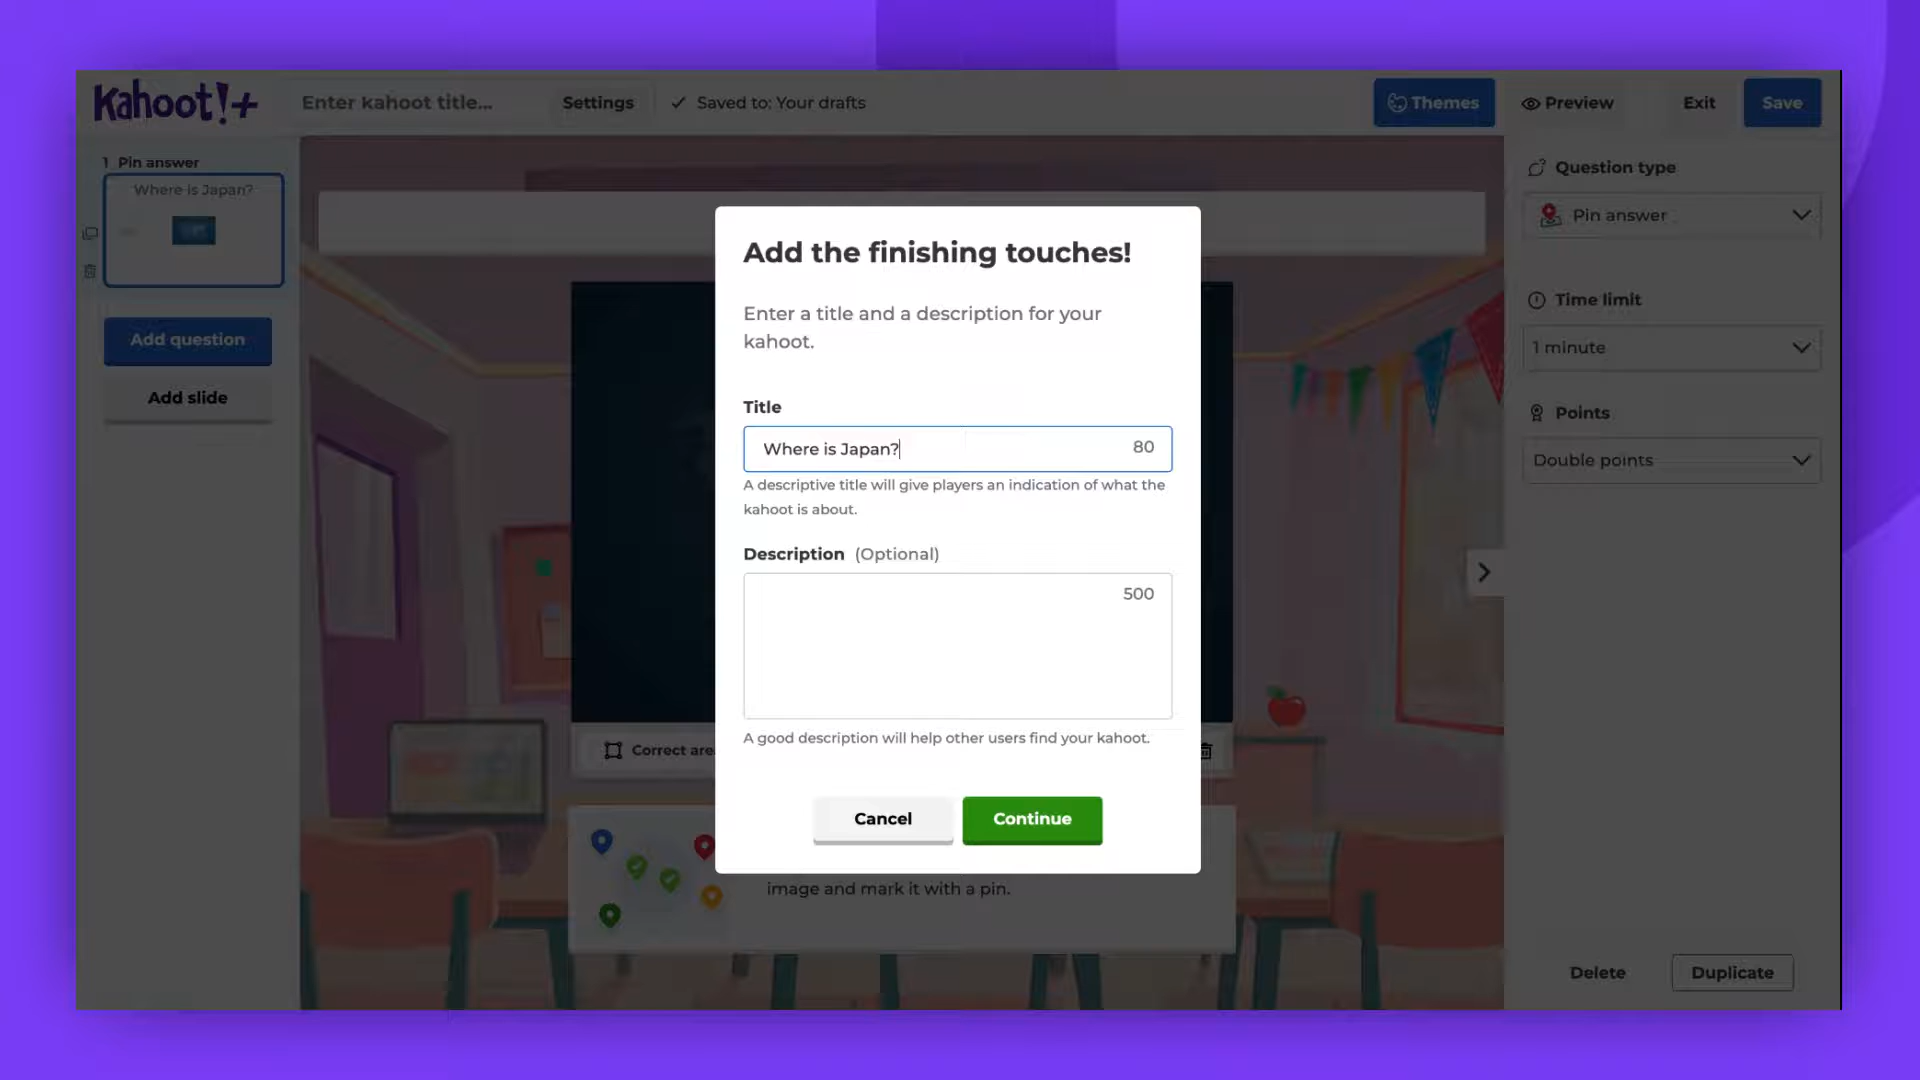 Kahoot!+
Enter kahoot title...
Settings
Saved to: Your drafts
Themes
Preview
Exit
Save
1 Pin answer
Where is Japan?
Add question
Add slide
Add the finishing touches!
Enter a title and a description for your
kahoot.
Title
Where is Japan?
80
A descriptive title will give players an indication of what the
kahoot is about.
Description (Optional)
500
A good description will help other users find your kahoot.
Cancel
Continue
Correct are
image and mark it with a pin.
Question type
Pin answer
Time limit
1 minute
Points
Double points
Delete
Duplicate